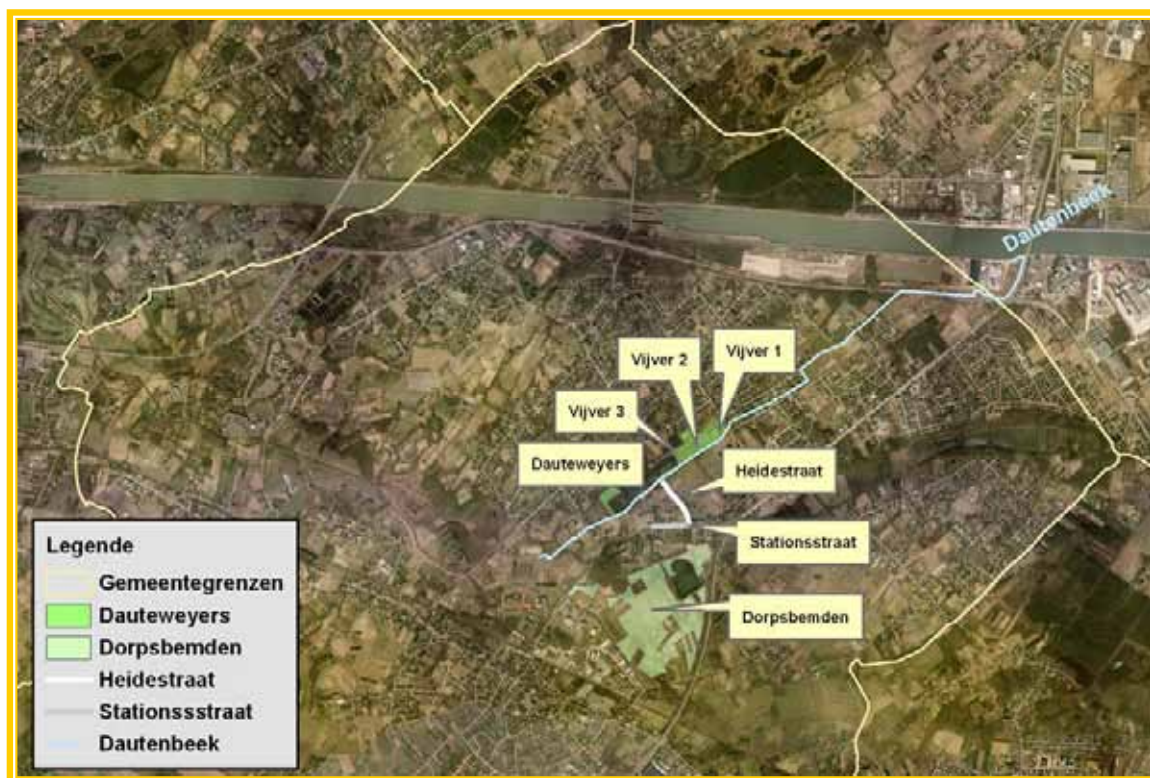 Dautenbeek
Vijver 1
Vijver 2
Vijver 3
Dauteweyers
Heidestraat
Stationsstraat
Dorpsbemden
Legende
Gemeentegrenzen
Dauteweyers
Dorpsbemden
Heidestraat
Stationssstraat
Dautenbeek